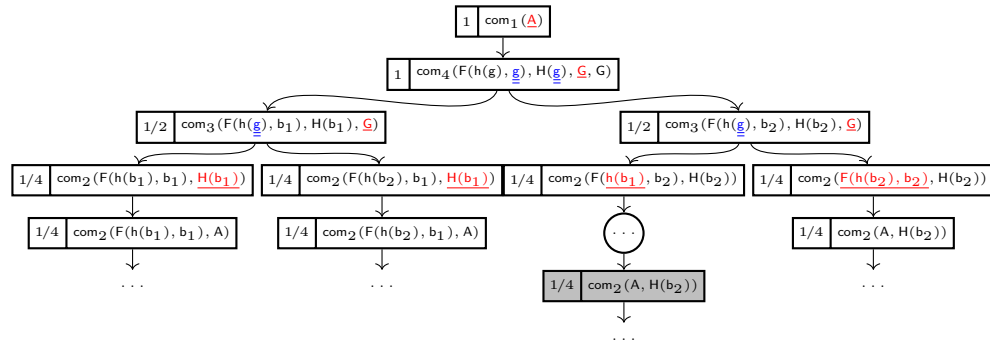 1 com₁(A)
1 com₄(F(h(g), g), H(g), G, G)
1/2 com₃(F(h(g), b₁), H(b₁), G)
1/2 com₃(F(h(g), b₂), H(b₂), G)
1/4 com₂(F(h(b₁), b₁), H(b₁))
1/4 com₂(F(h(b₂), b₁), H(b₁))
1/4 com₂(F(h(b₁), b₂), H(b₂))
1/4 com₂(F(h(b₂), b₂), H(b₂))
1/4 com₂(F(h(b₁), b₁), A)
1/4 com₂(F(h(b₂), b₁), A)
...
1/4 com₂(A, H(b₂))
...
...
1/4 com₂(A, H(b₂))
...
...